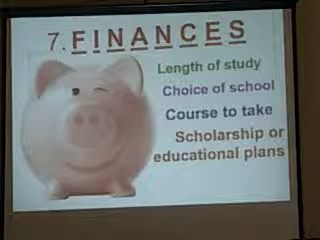 7. FINANCES
Length of study
Choice of school
Course to take
Scholarship or
educational plans